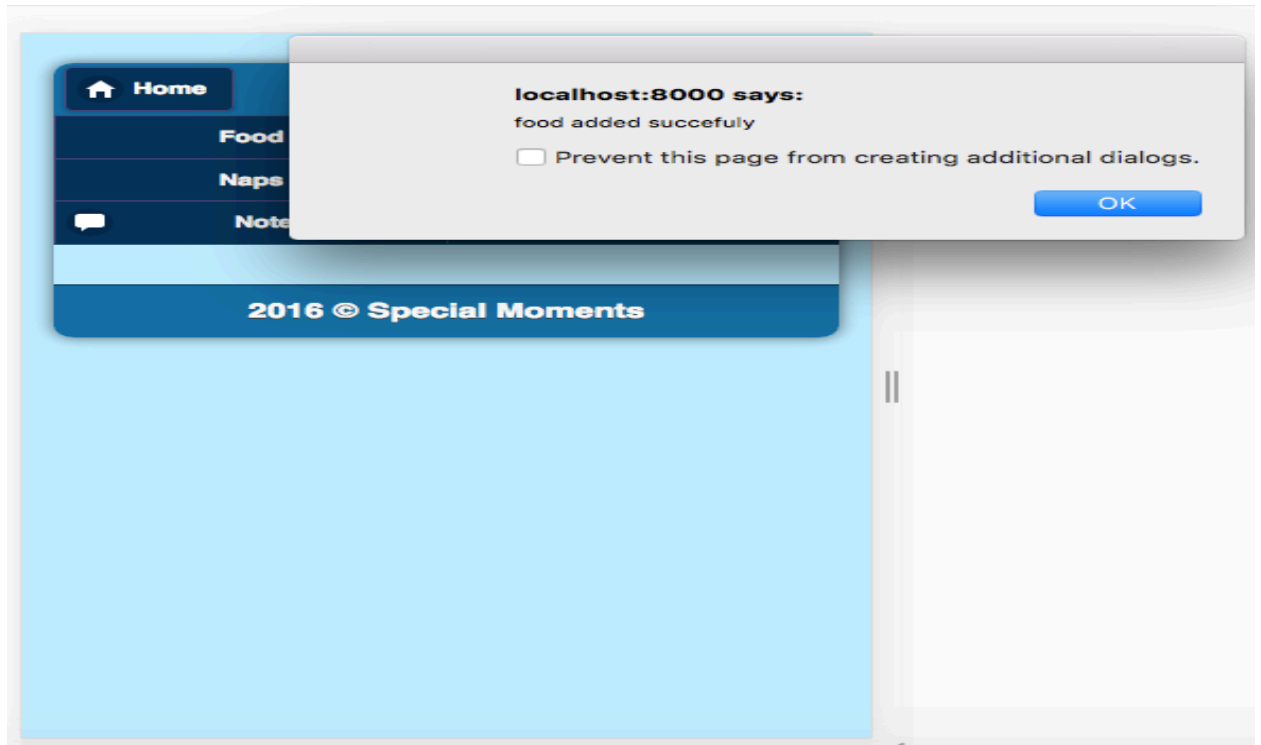 Home
localhost:8000 says:
food added succefuly
Prevent this page from creating additional dialogs.
OK
Food
Naps
Note
2016 © Special Moments